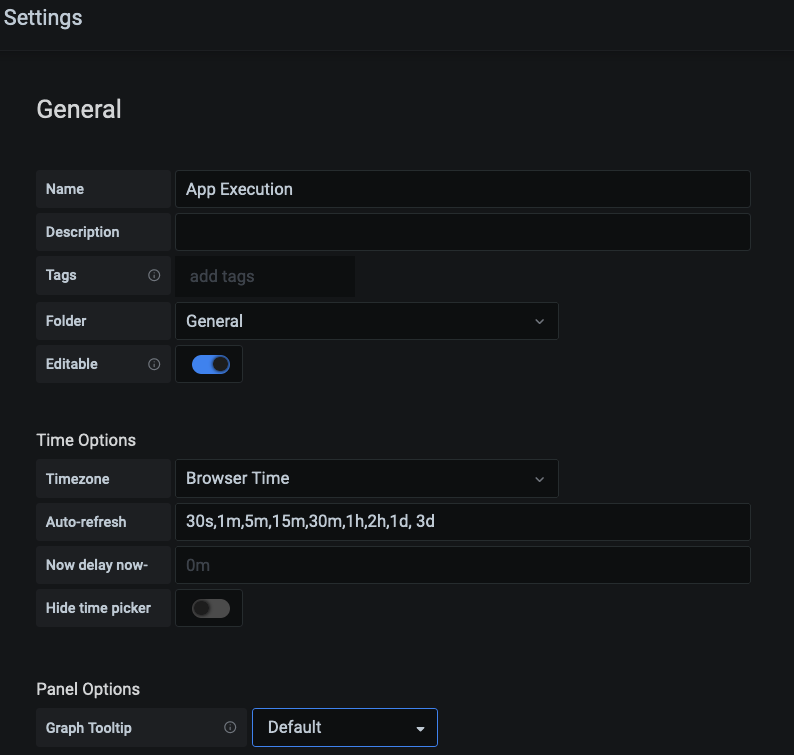 Settings
General
Name App Execution
Description
Tags add tags
Folder General
Editable
Time Options
Timezone Browser Time
Auto-refresh 30s,1m,5m,15m,30m,1h,2h,1d, 3d
Now delay now- 0m
Hide time picker
Panel Options
Graph Tooltip Default